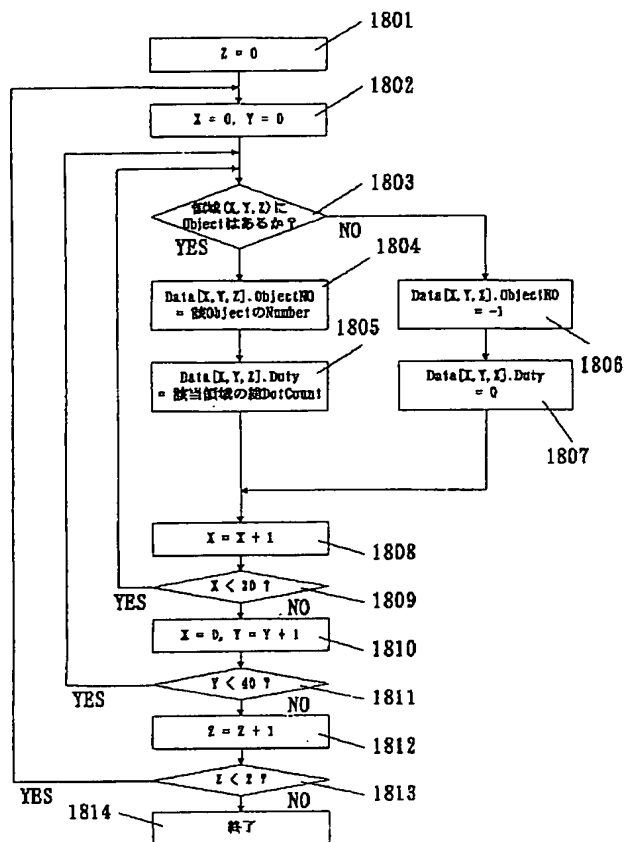 1801
Z = 0
1802
X = 0, Y = 0
1803
領域(X, Y, Z)に
Objectはあるか?
YES
NO
1804
Data[X, Y, Z].ObjectNO
= 該ObjectのNumber
Data[X, Y, Z].ObjectNO
= -1
1805
1806
Data[X, Y, Z].Duty
= 該当領域の総DotCount
Data[X, Y, Z].Duty
= 0
1807
X = X + 1
1808
X < 30 ?
YES
NO
1809
X = 0, Y = Y + 1
1810
Y < 40 ?
YES
NO
1811
Z = Z + 1
1812
Z < 2 ?
YES
NO
1813
1814
終了